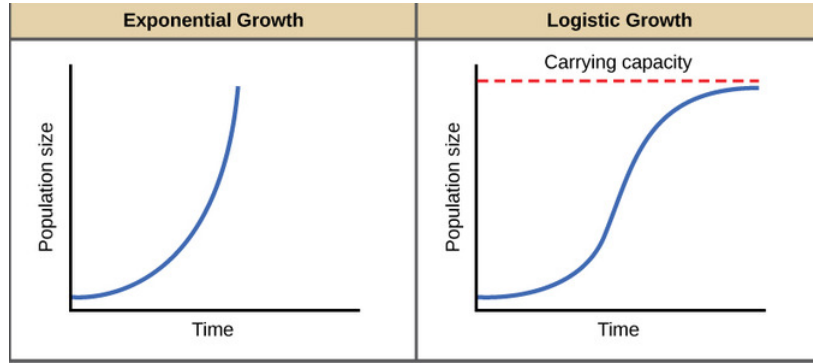 Exponential Growth
Population size
Time
Logistic Growth
Carrying capacity
Population size
Time